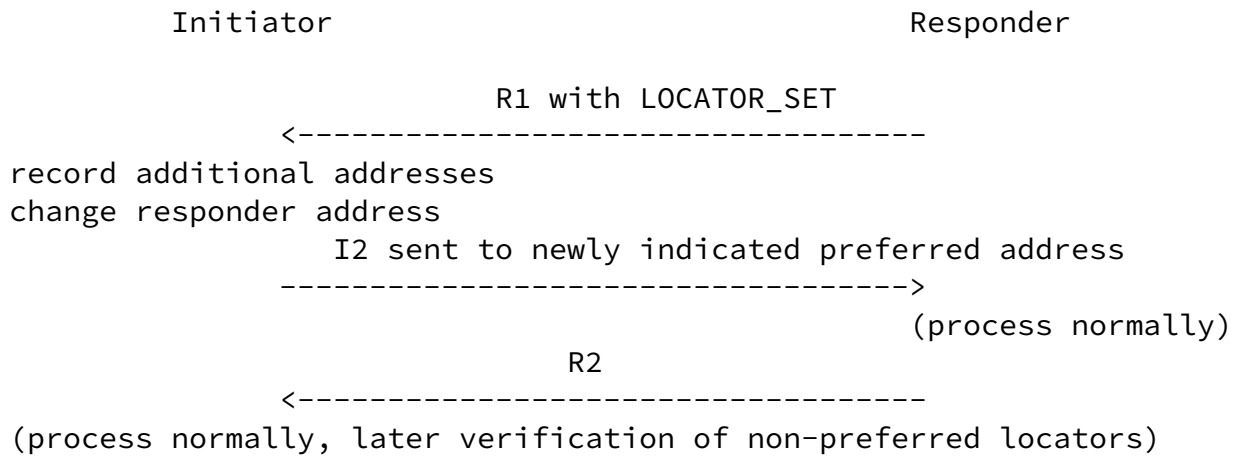 Initiator Responder
R1 with LOCATOR_SET
<-----------------------------------
record additional addresses
change responder address
I2 sent to newly indicated preferred address
----------------------------------->
(process normally)
R2
<-----------------------------------
(process normally, later verification of non-preferred locators)